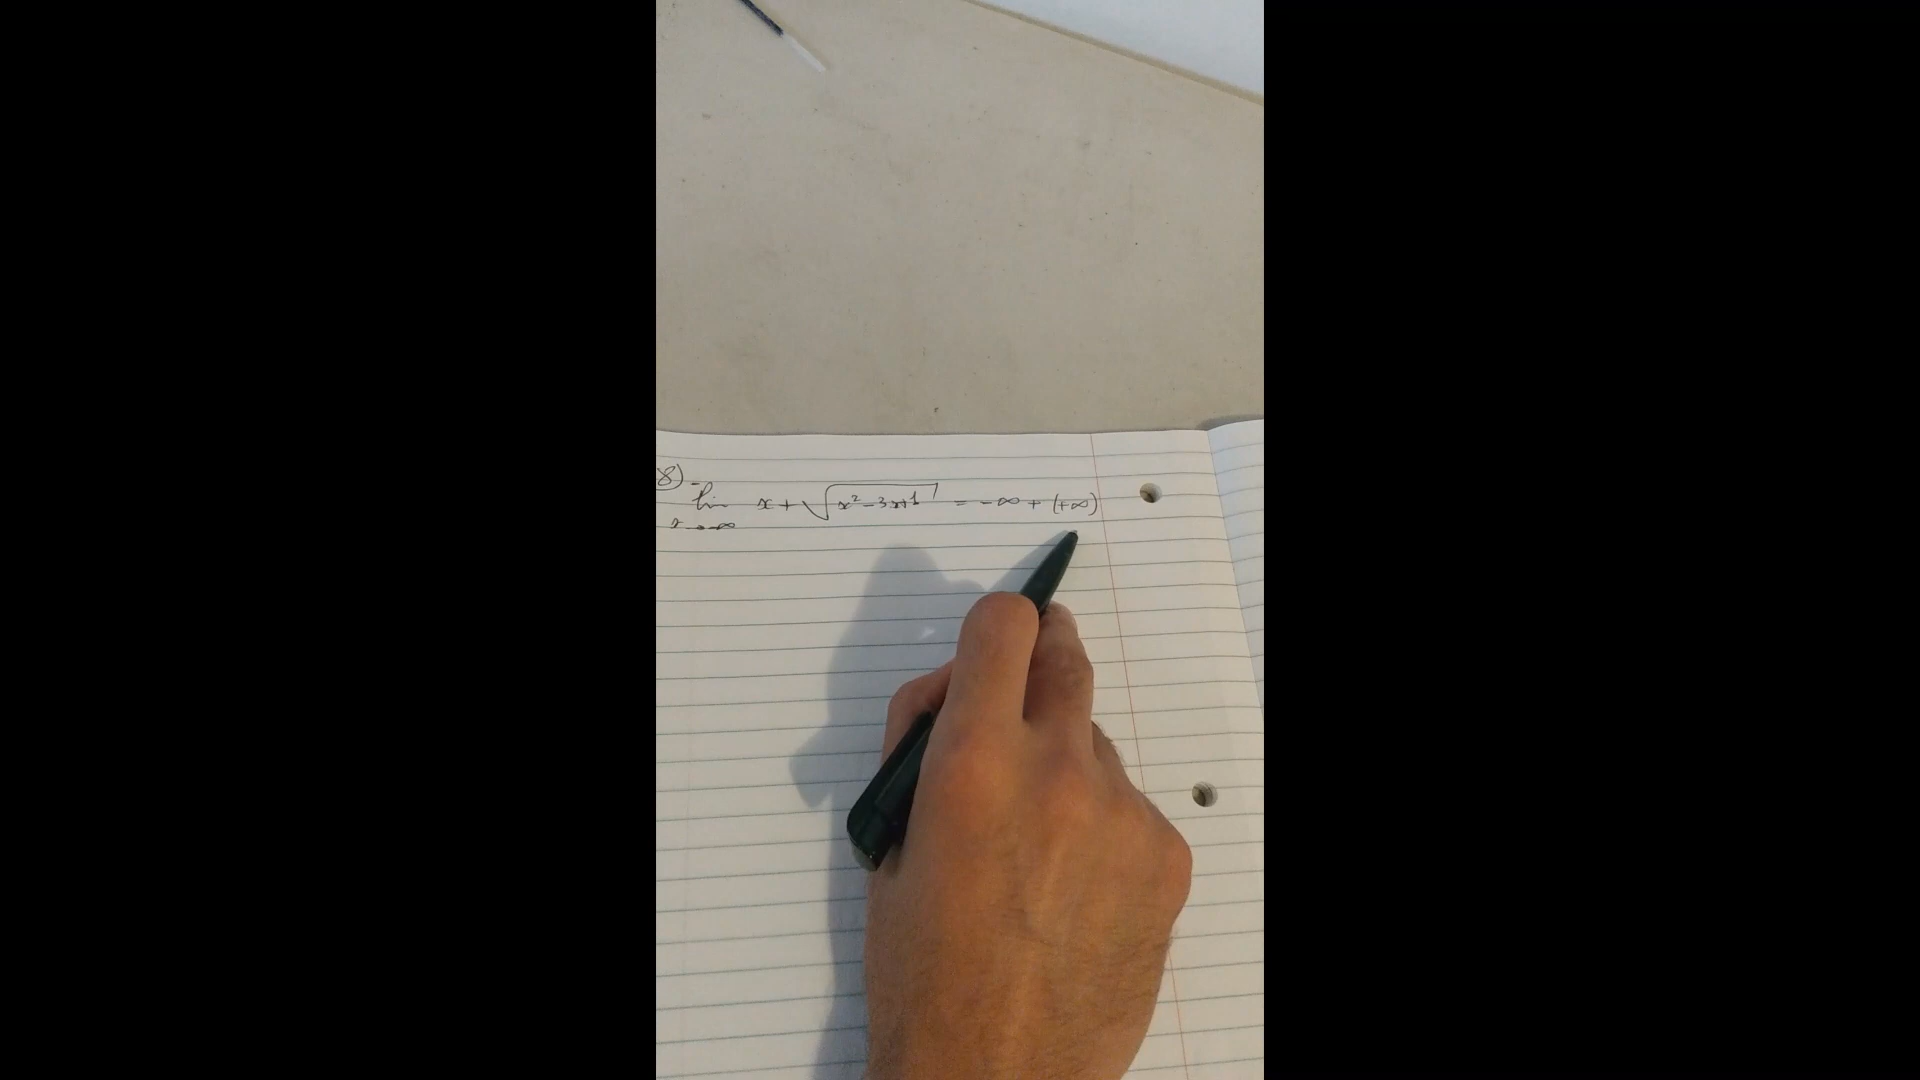 8) lim x + √(x² - 3x + 1) = -∞ + (+∞)
x → -∞